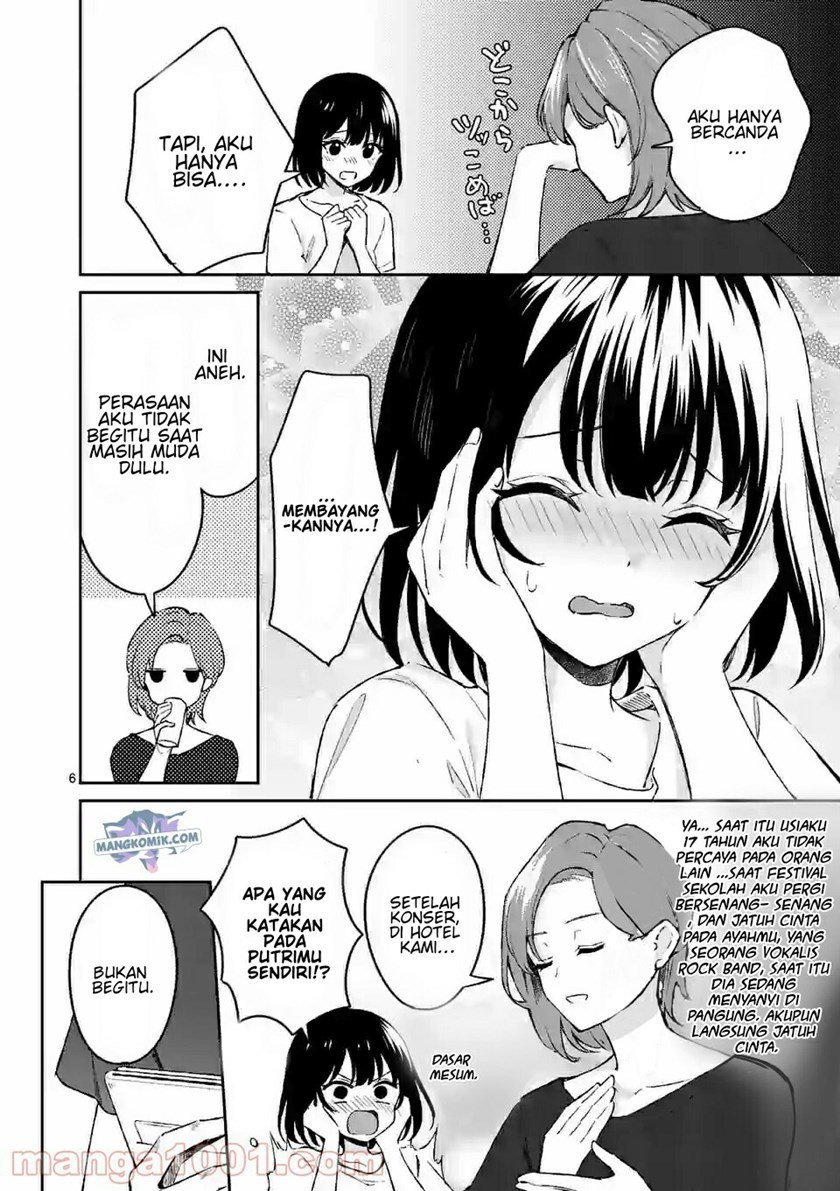 AKU HANYA
BERCANDA
...
どこから
ツッこめば…
TAPI, AKU
HANYA
BISA....
...
MEMBAYANG
-KANNYA...!
INI
ANEH.
PERASAAN
AKU TIDAK
BEGITU SAAT
MASIH MUDA
DULU.
6
MANGKOMIK.COM
YA... SAAT ITU USIAKU
17 TAHUN AKU TIDAK
PERCAYA PADA ORANG
LAIN ...SAAT FESTIVAL
SEKOLAH AKU PERGI
BERSENANG- SENANG
, DAN JATUH CINTA
PADA AYAHMU, YANG
SEORANG VOKALIS
ROCK BAND, SAAT ITU
DIA SEDANG
MENYANYI DI
PANGUNG. AKUPUN
LANGSUNG JATUH
CINTA.
SETELAH
KONSER,
DI HOTEL
KAMI...
APA YANG
KAU
KATAKAN
PADA
PUTRIMU
SENDIRI!?
DASAR
MESUM.
BUKAN
BEGITU.
manga1001.com